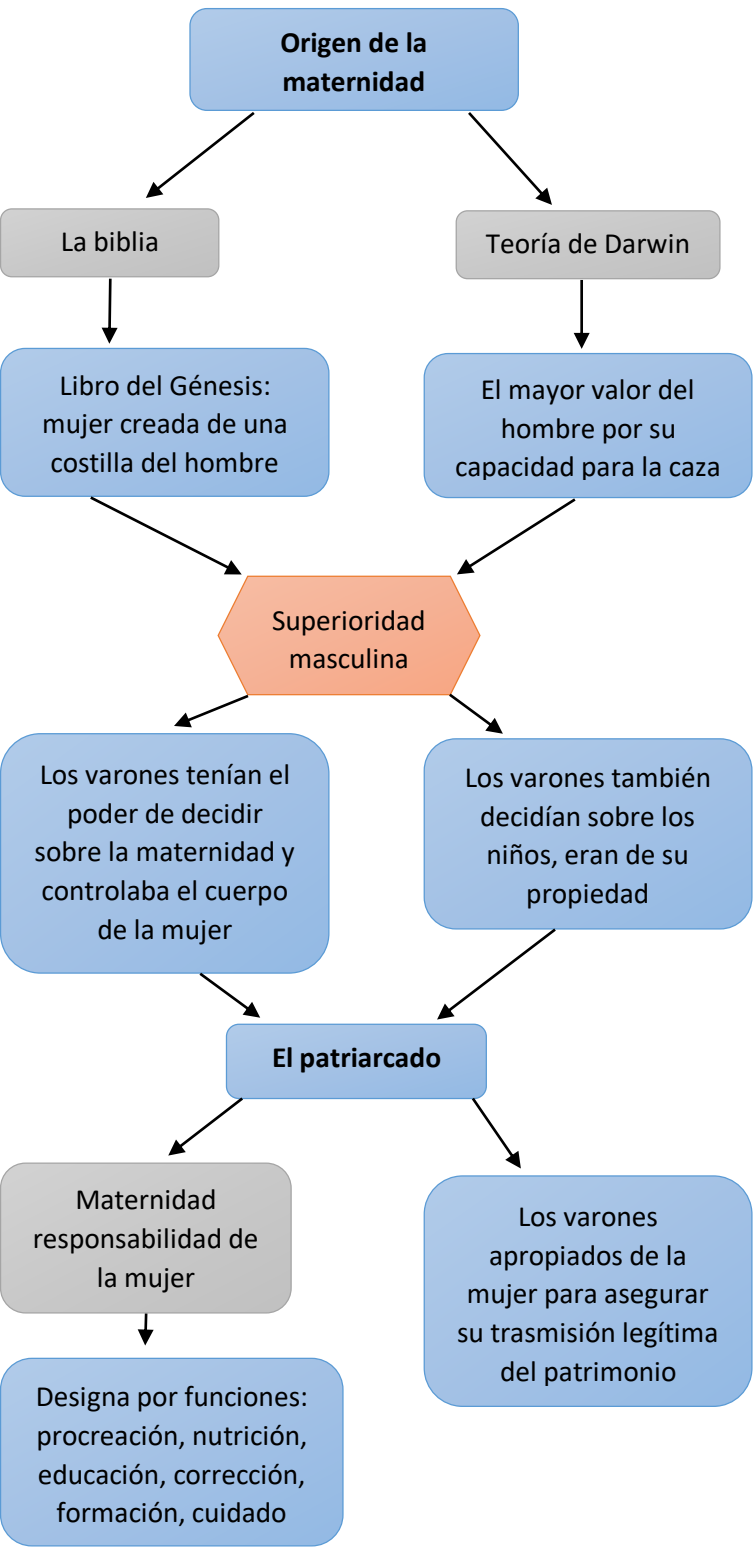 Origen de la
maternidad
La biblia
Teoría de Darwin
Libro del Génesis:
mujer creada de una
costilla del hombre
El mayor valor del
hombre por su
capacidad para la caza
Superioridad
masculina
Los varones tenían el
poder de decidir
sobre la maternidad y
controlaba el cuerpo
de la mujer
Los varones también
decidían sobre los
niños, eran de su
propiedad
El patriarcado
Maternidad
responsabilidad de
la mujer
Los varones
apropiados de la
mujer para asegurar
su trasmisión legítima
del patrimonio
Designa por funciones:
procreación, nutrición,
educación, corrección,
formación, cuidado